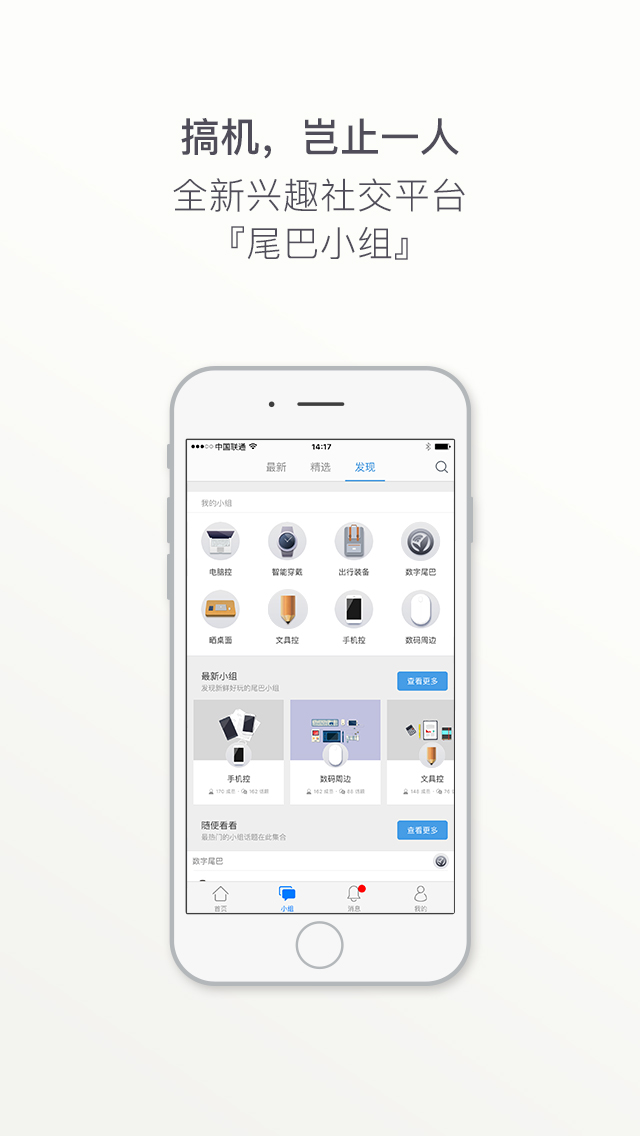 搞机，岂止一人
全新兴趣社交平台
『尾巴小组』
中国联通 14:17
最新 精选 发现
我的小组
电脑控 智能穿戴 出行装备 数字尾巴
晒桌面 文具控 手机控 数码周边
最新小组
发现新鲜好玩的尾巴小组
查看更多
手机控 数码周边 文具控
170 成员 · 162 话题 162 成员 · 83 话题 143 成员 · 74
随便看看
最热门的小组话题在此集合
查看更多
数字尾巴
首页 小组 消息 我的